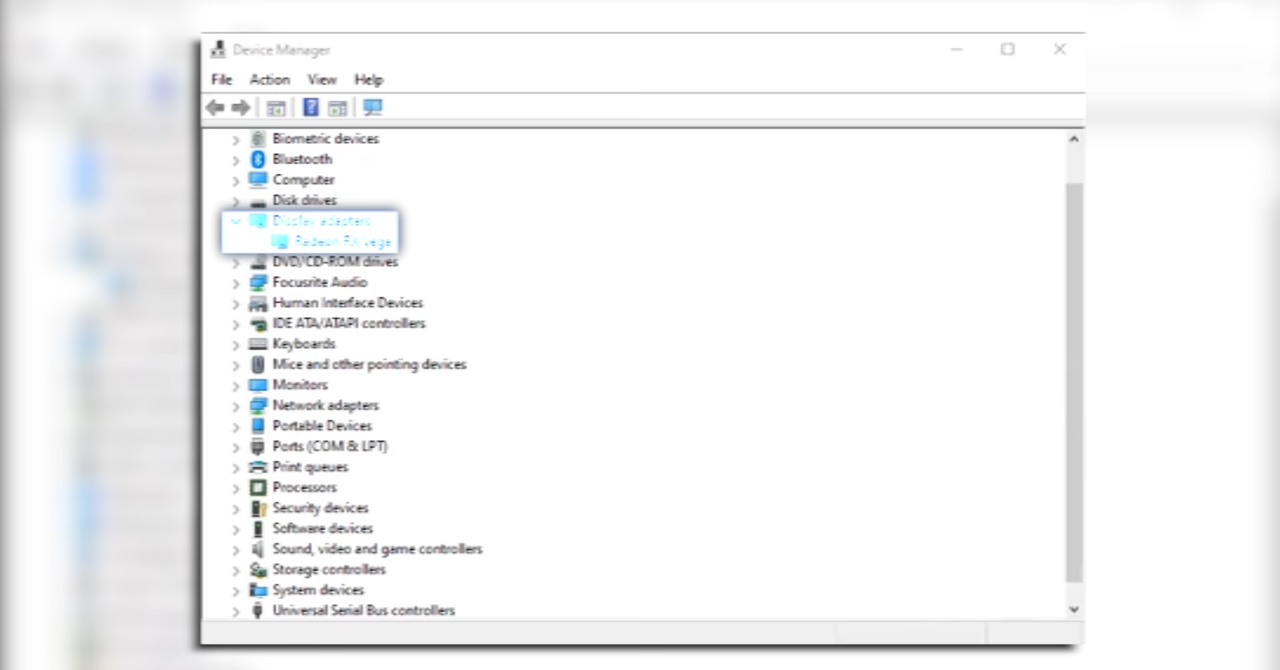 Device Manager
File Action View Help
Biometric devices
Bluetooth
Computer
Disk drives
Display adapters
Radeon RX Vega
DVD/CD-ROM drives
Focusrite Audio
Human Interface Devices
IDE ATA/ATAPI controllers
Keyboards
Mice and other pointing devices
Monitors
Network adapters
Portable Devices
Ports (COM & LPT)
Print queues
Processors
Security devices
Software devices
Sound, video and game controllers
Storage controllers
System devices
Universal Serial Bus controllers